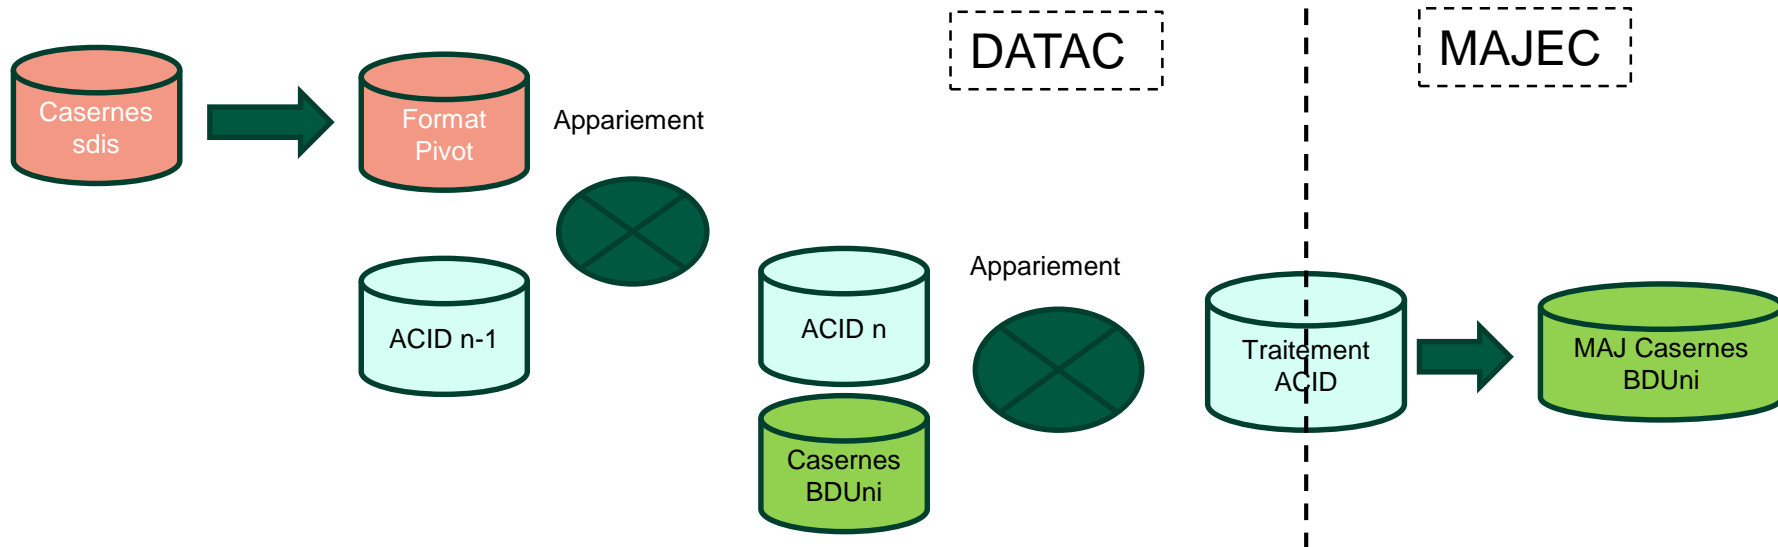 DATAC
MAJEC
Casernes
sdis
Format
Pivot
Appariement
ACID n-1
ACID n
Casernes
BDUni
Appariement
Traitement
ACID
MAJ Casernes
BDUni